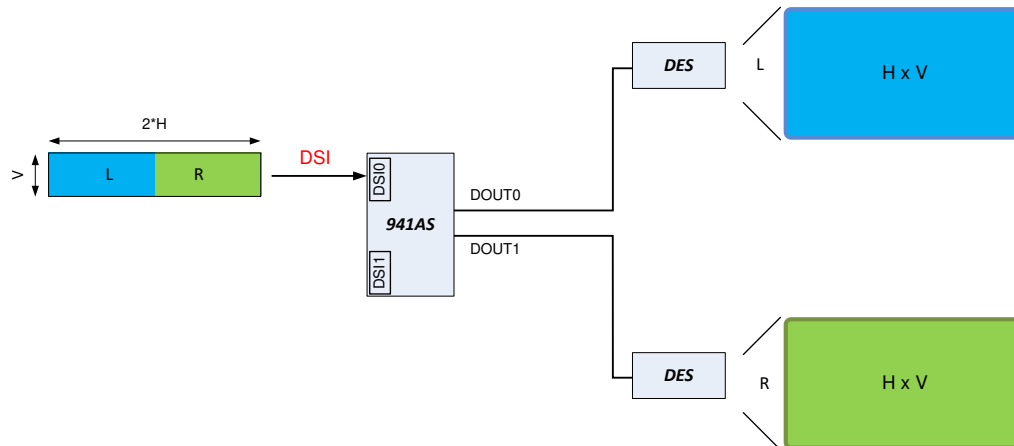 2*H
V
L
R
DSI
DSI0
941AS
DSI1
DOUT0
DOUT1
DES
L
H x V
DES
R
H x V